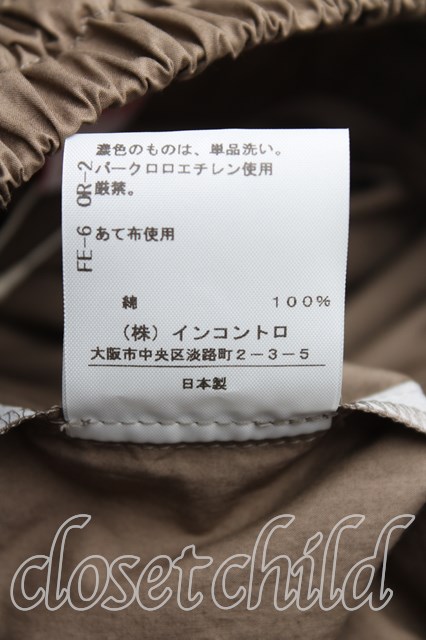 濃色のものは、単品洗い。
パークロロエチレン使用
厳禁。
あて布使用
FE-6 OR-2
綿 100%
(株)インコントロ
大阪市中央区淡路町2-3-5
日本製
closetchild